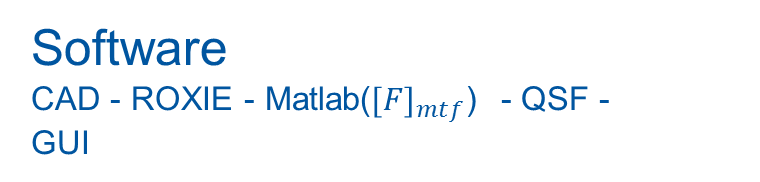 Software
CAD - ROXIE - Matlab([F]mtf) - QSF -
GUI